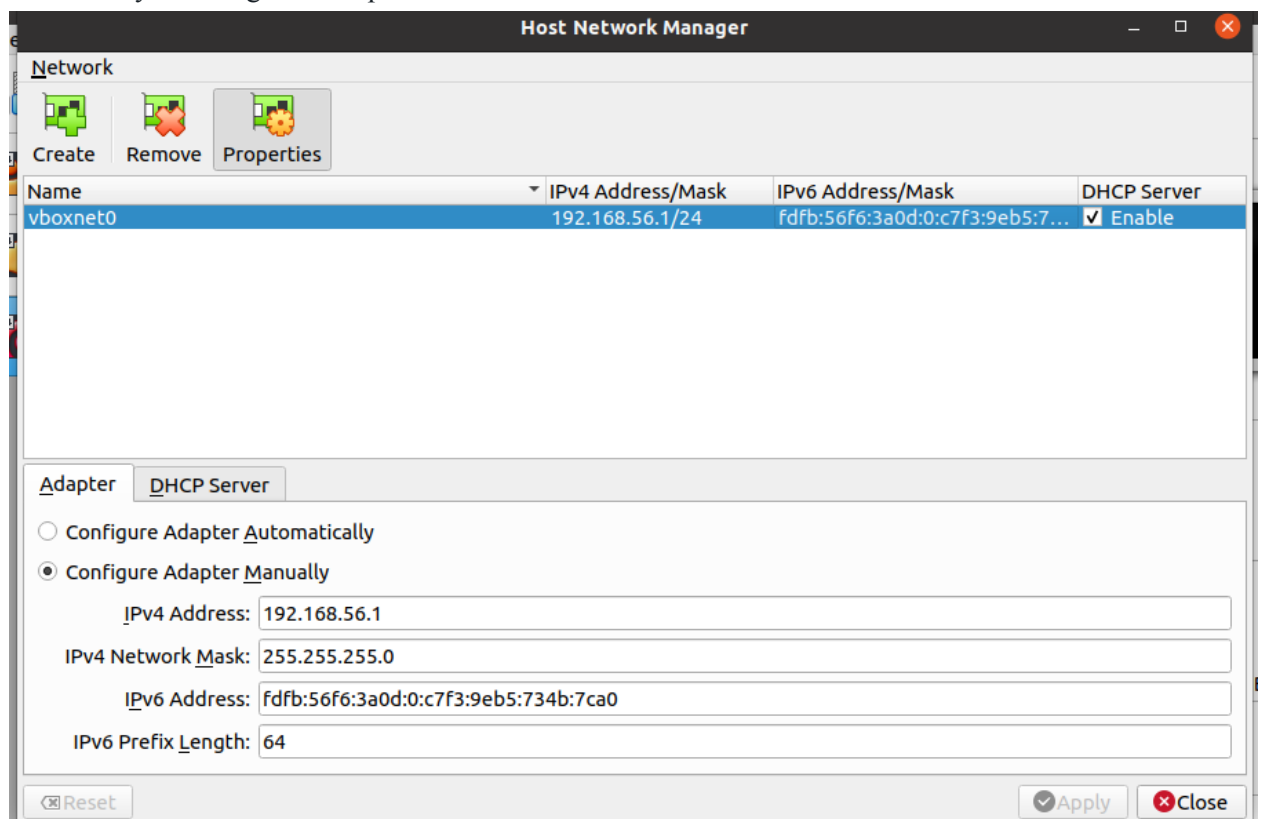 Host Network Manager
Network
Create Remove Properties
Name IPv4 Address/Mask IPv6 Address/Mask DHCP Server
vboxnet0 192.168.56.1/24 fdfb:56f6:3a0d:0:c7f3:9eb5:7... Enable
Adapter DHCP Server
Configure Adapter Automatically
Configure Adapter Manually
IPv4 Address: 192.168.56.1
IPv4 Network Mask: 255.255.255.0
IPv6 Address: fdfb:56f6:3a0d:0:c7f3:9eb5:734b:7ca0
IPv6 Prefix Length: 64
Reset Apply Close